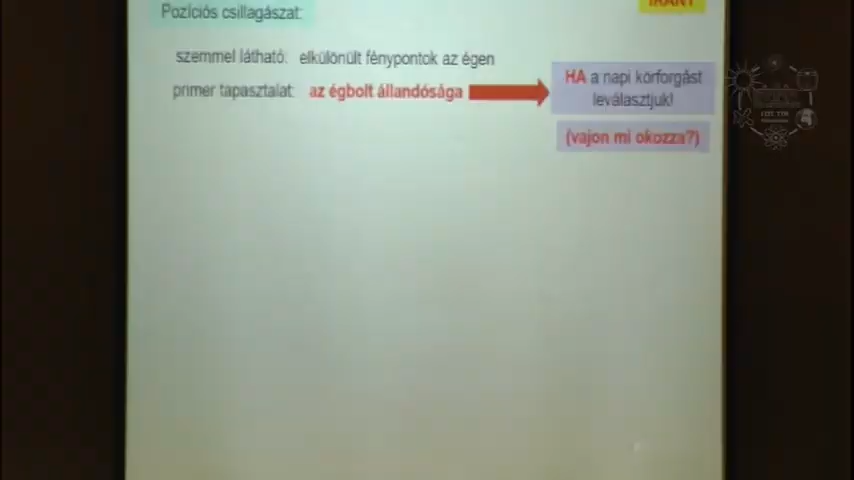 IRÁNY
Pozíciós csillagászat:
szemmel látható: elkülönült fénypontok az égen
primer tapasztalat: az égbolt állandósága
HA a napi körforgást
leválasztjuk!
(vajon mi okozza?)